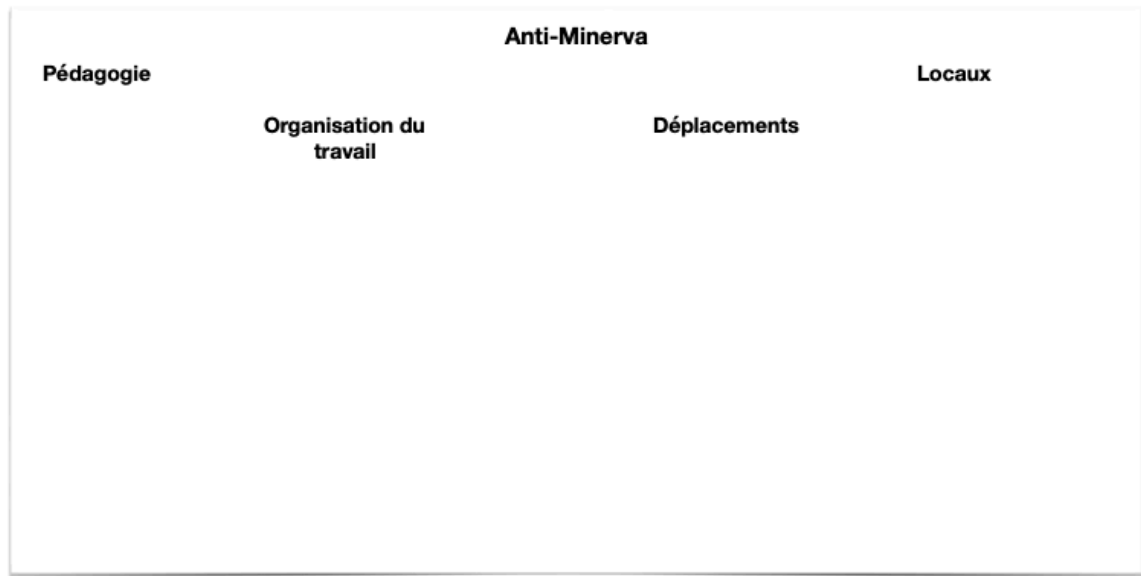 Anti-Minerva
Pédagogie
Locaux
Organisation du
travail
Déplacements